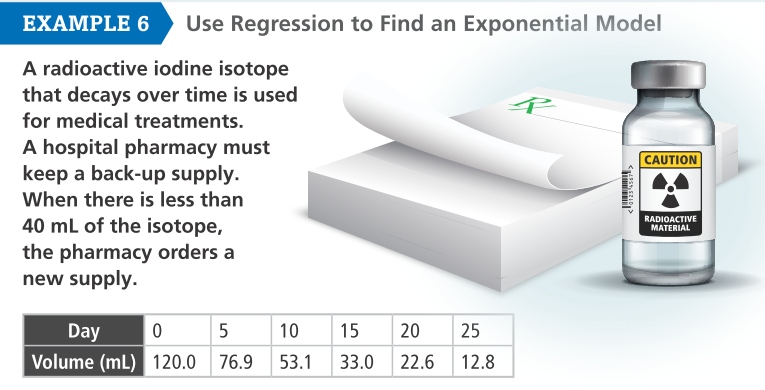 EXAMPLE 6 Use Regression to Find an Exponential Model
A radioactive iodine isotope
that decays over time is used
for medical treatments.
A hospital pharmacy must
keep a back-up supply.
When there is less than
40 mL of the isotope,
the pharmacy orders a
new supply.
Rx
CAUTION
RADIOACTIVE
MATERIAL
Day 0 5 10 15 20 25
Volume (mL) 120.0 76.9 53.1 33.0 22.6 12.8